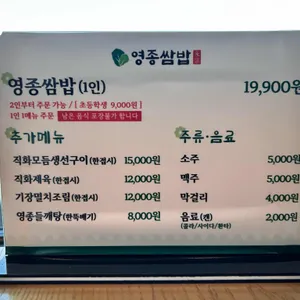 영종쌈밥
영종쌈밥(1인) 19,900원
2인부터 주문 가능 / [ 초등학생 9,000원 ]
1인 1메뉴 주문 남은 음식 포장불가 합니다
추가메뉴
직화모듬생선구이(한접시) 15,000원
직화제육(한접시) 12,000원
기장멸치조림(한접시) 12,000원
영종들깨탕(한뚝배기) 8,000원
주류·음료
소주 5,000원
맥주 5,000원
막걸리 4,000원
음료(캔) 2,000원
(콜라/사이다/환타)